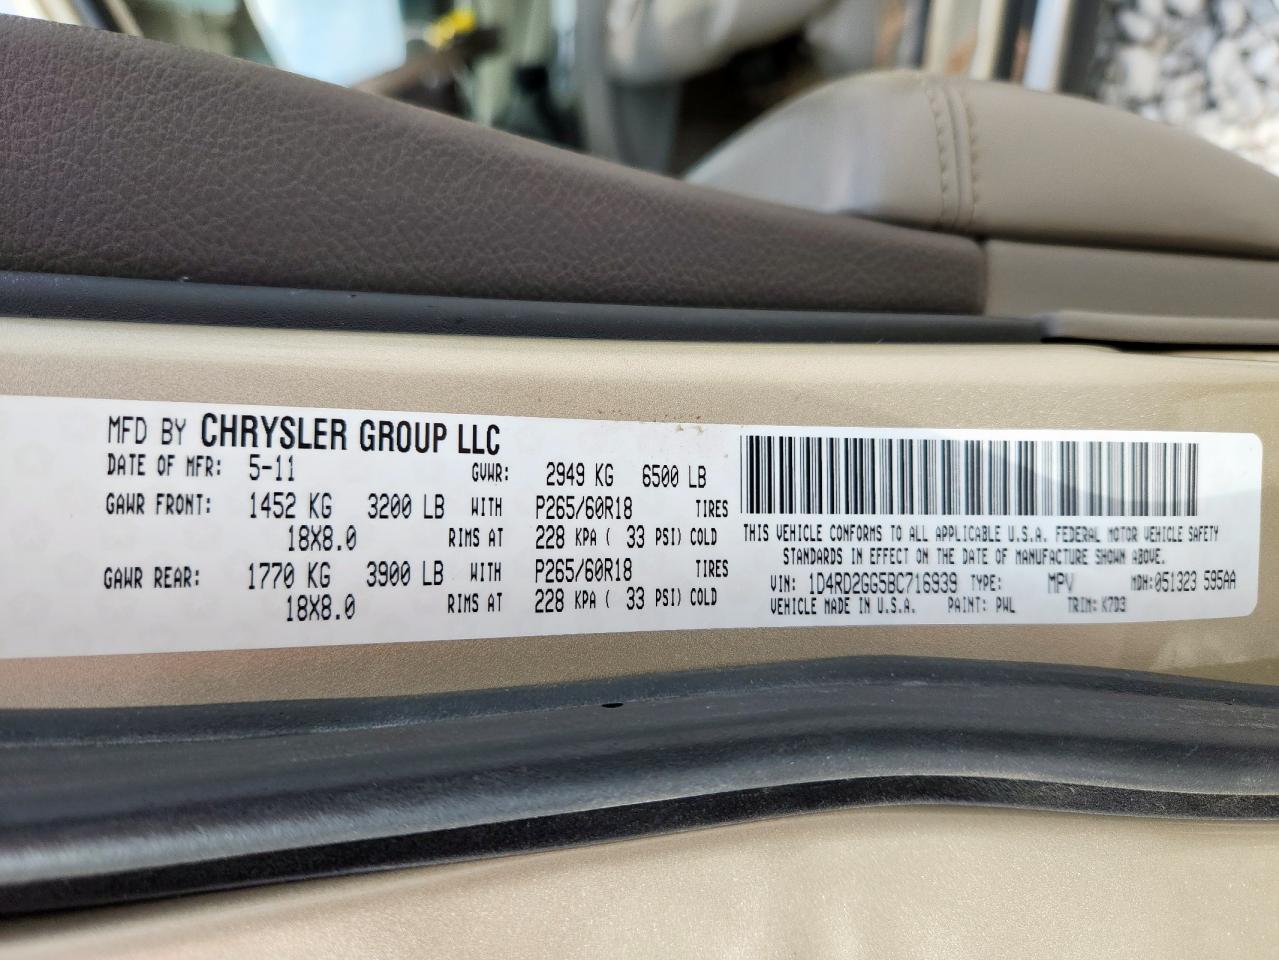 MFD BY CHRYSLER GROUP LLC
DATE OF MFR: 5-11 GVWR: 2949 KG 6500 LB
GAWR FRONT: 1452 KG 3200 LB WITH P265/60R18 TIRES
18X8.0 RIMS AT 228 KPA ( 33 PSI) COLD
GAWR REAR: 1770 KG 3900 LB WITH P265/60R18 TIRES
18X8.0 RIMS AT 228 KPA ( 33 PSI) COLD
THIS VEHICLE CONFORMS TO ALL APPLICABLE U.S.A. FEDERAL MOTOR VEHICLE SAFETY
STANDARDS IN EFFECT ON THE DATE OF MANUFACTURE SHOWN ABOVE.
VIN: 1D4RD2GG5BC716939 TYPE: MPV MDH:051323 595AA
VEHICLE MADE IN U.S.A. PAINT: PWL TRIM: K7D3